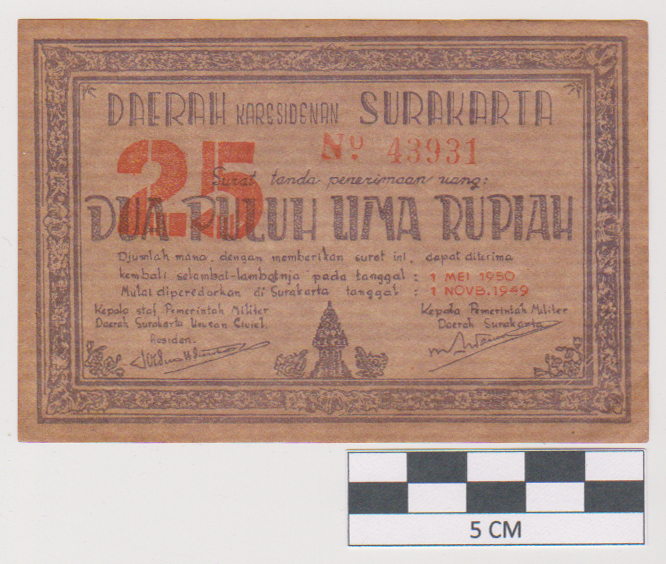 DAERAH KARESIDENAN SURAKARTA
25
No 43931
Surat tanda penerimaan uang:
DUA PULUH LIMA RUPIAH
Djumlah mana, dengan memberikan surat ini, dapat diterima
kembali selambat-lambatnja pada tanggal : 1 MEI 1950
Mulai diperedarkan di Surakarta tanggal : 1 NOVB. 1949
Kepala staf Pemerintah Militer
Daerah Surakarta Urusan Civiel.
Residen.
Kepala Pemerintah Militer
Daerah Surakarta
5 CM